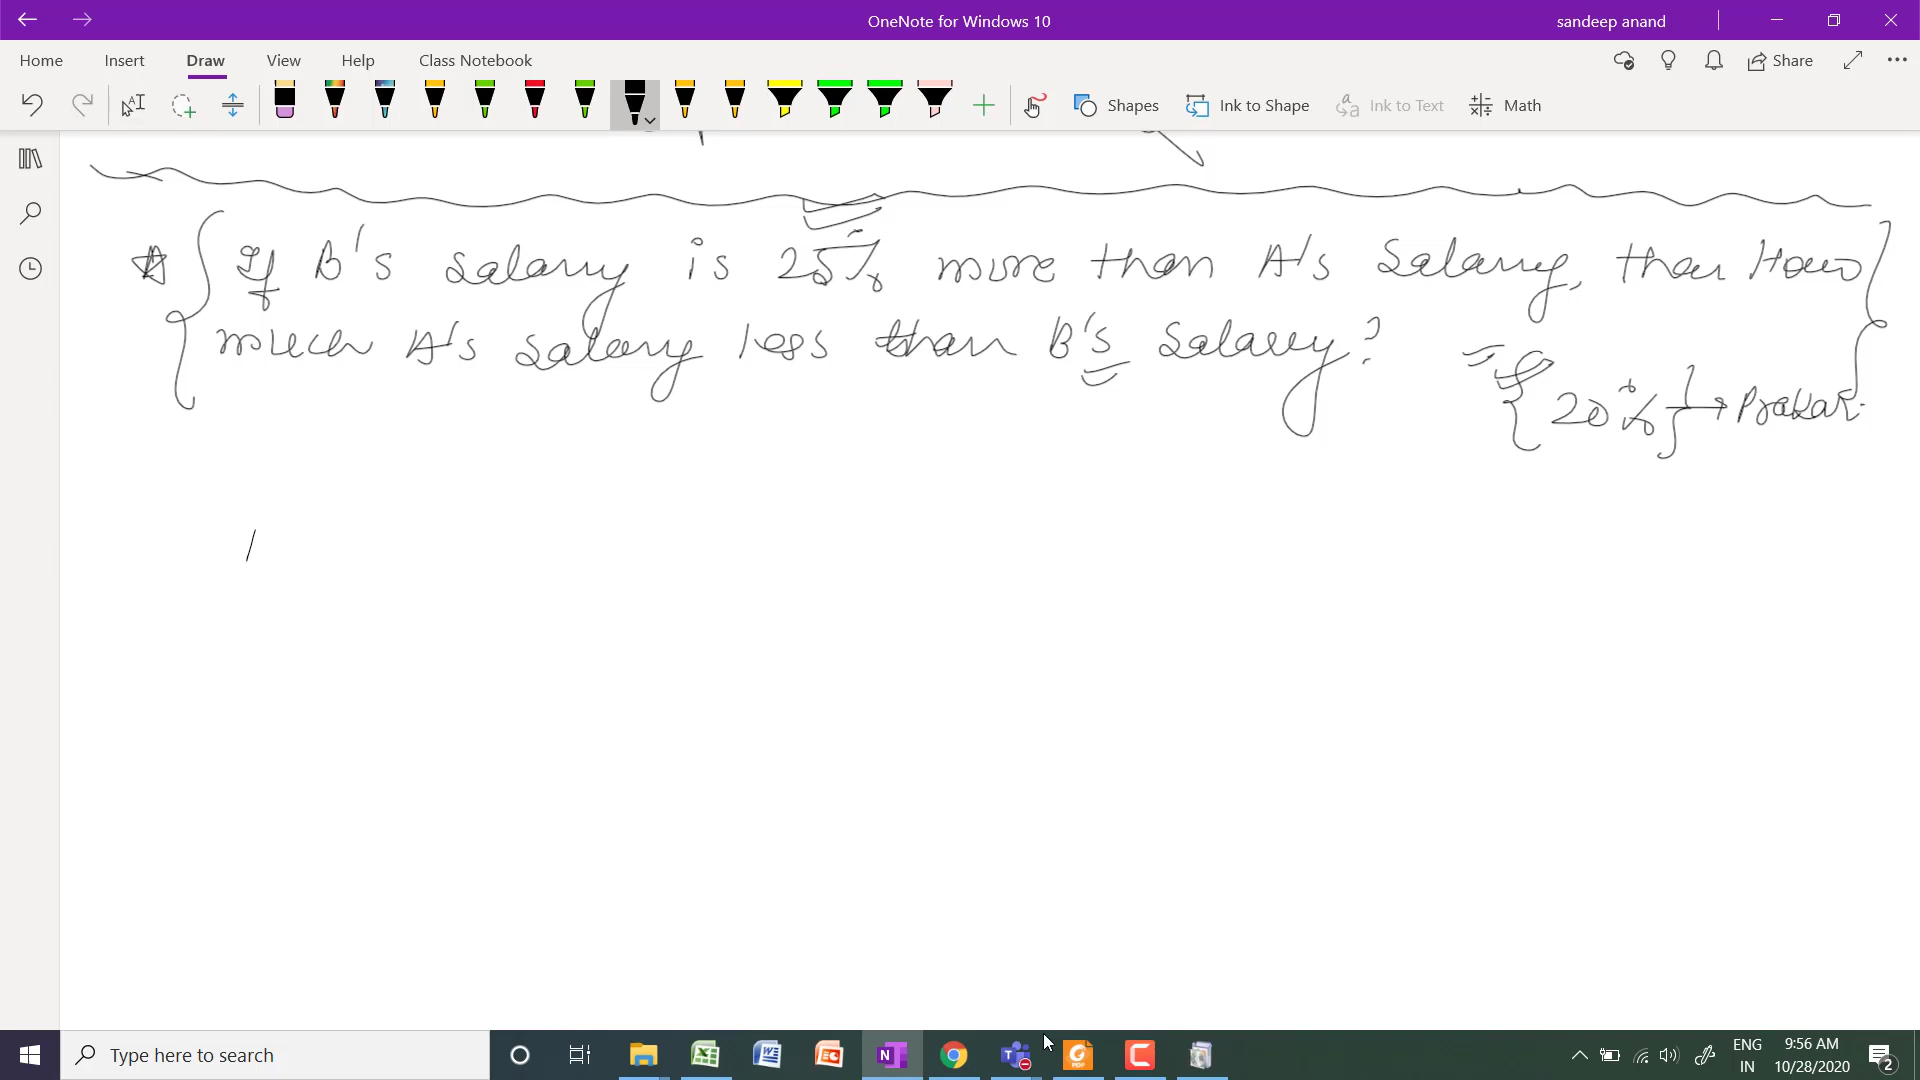 OneNote for Windows 10
sandeep anand
Home Insert Draw View Help Class Notebook
Share
Shapes Ink to Shape Ink to Text Math
If B's salary is 25% more than A's Salary, then How
much A's salary less than B's Salary?
20%
Type here to search
ENG
IN
9:56 AM
10/28/2020
2